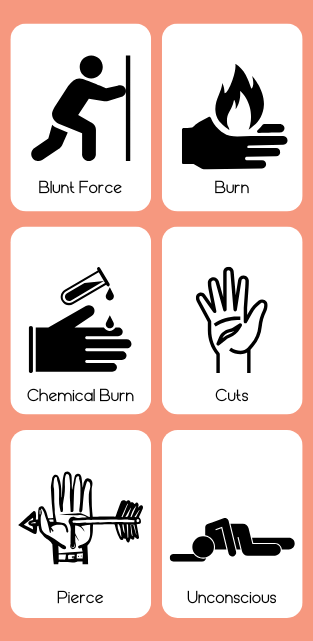 Blunt Force
Burn
Chemical Burn
Cuts
Pierce
Unconscious